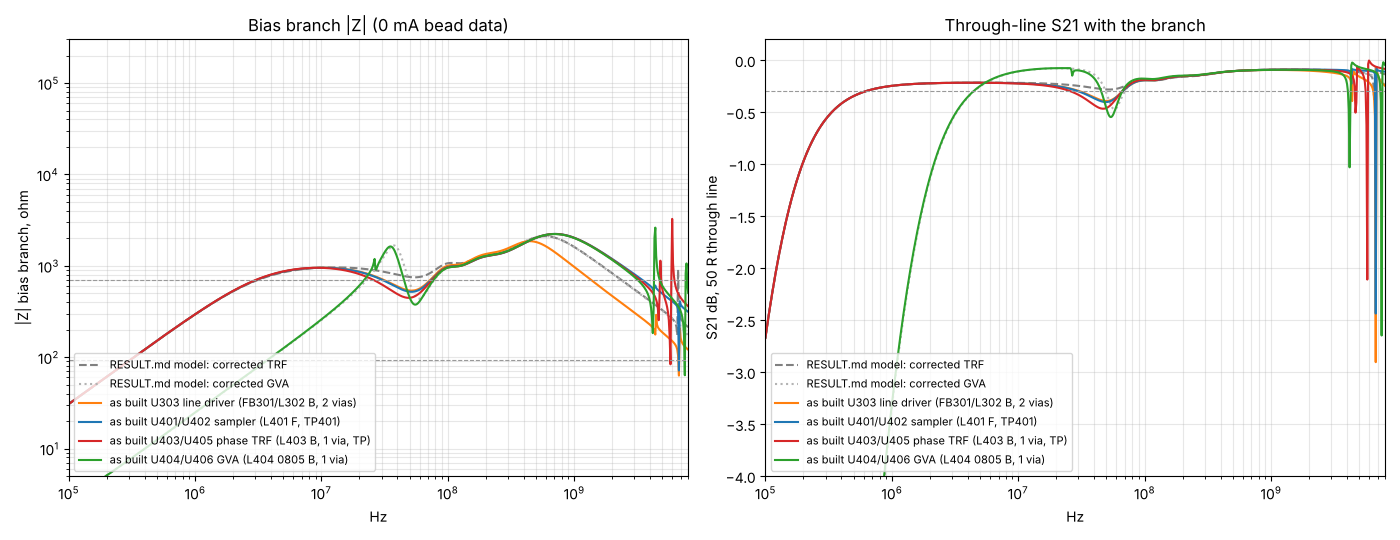 Bias branch |Z| (0 mA bead data)
|Z| bias branch, ohm
10⁵
10⁴
10³
10²
10¹
RESULT.md model: corrected TRF
RESULT.md model: corrected GVA
as built U303 line driver (FB301/L302 B, 2 vias)
as built U401/U402 sampler (L401 F, TP401)
as built U403/U405 phase TRF (L403 B, 1 via, TP)
as built U404/U406 GVA (L404 0805 B, 1 via)
10⁵ 10⁶ 10⁷ 10⁸ 10⁹
Hz
Through-line S21 with the branch
S21 dB, 50 R through line
0.0
−0.5
−1.0
−1.5
−2.0
−2.5
−3.0
−3.5
−4.0
RESULT.md model: corrected TRF
RESULT.md model: corrected GVA
as built U303 line driver (FB301/L302 B, 2 vias)
as built U401/U402 sampler (L401 F, TP401)
as built U403/U405 phase TRF (L403 B, 1 via, TP)
as built U404/U406 GVA (L404 0805 B, 1 via)
10⁵ 10⁶ 10⁷ 10⁸ 10⁹
Hz